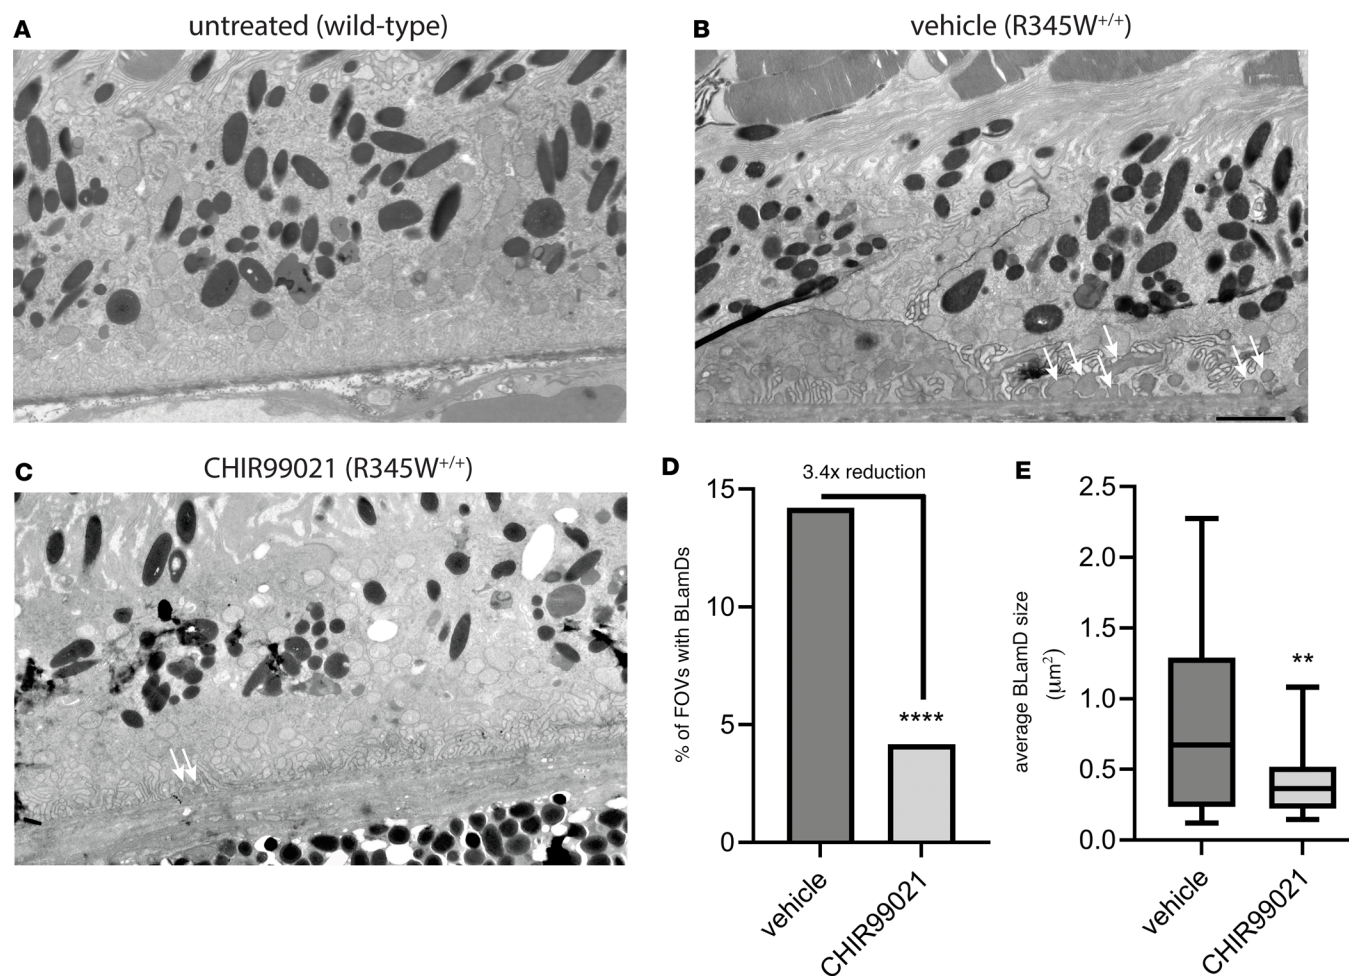 A
untreated (wild-type)
B
vehicle (R345W+/+)
C
CHIR99021 (R345W+/+)
D
3.4x reduction
% of FOVs with BLamDs
15
10
5
0
****
vehicle
CHIR99021
E
average BLamD size
(µm²)
2.5
2.0
1.5
1.0
0.5
0.0
**
vehicle
CHIR99021